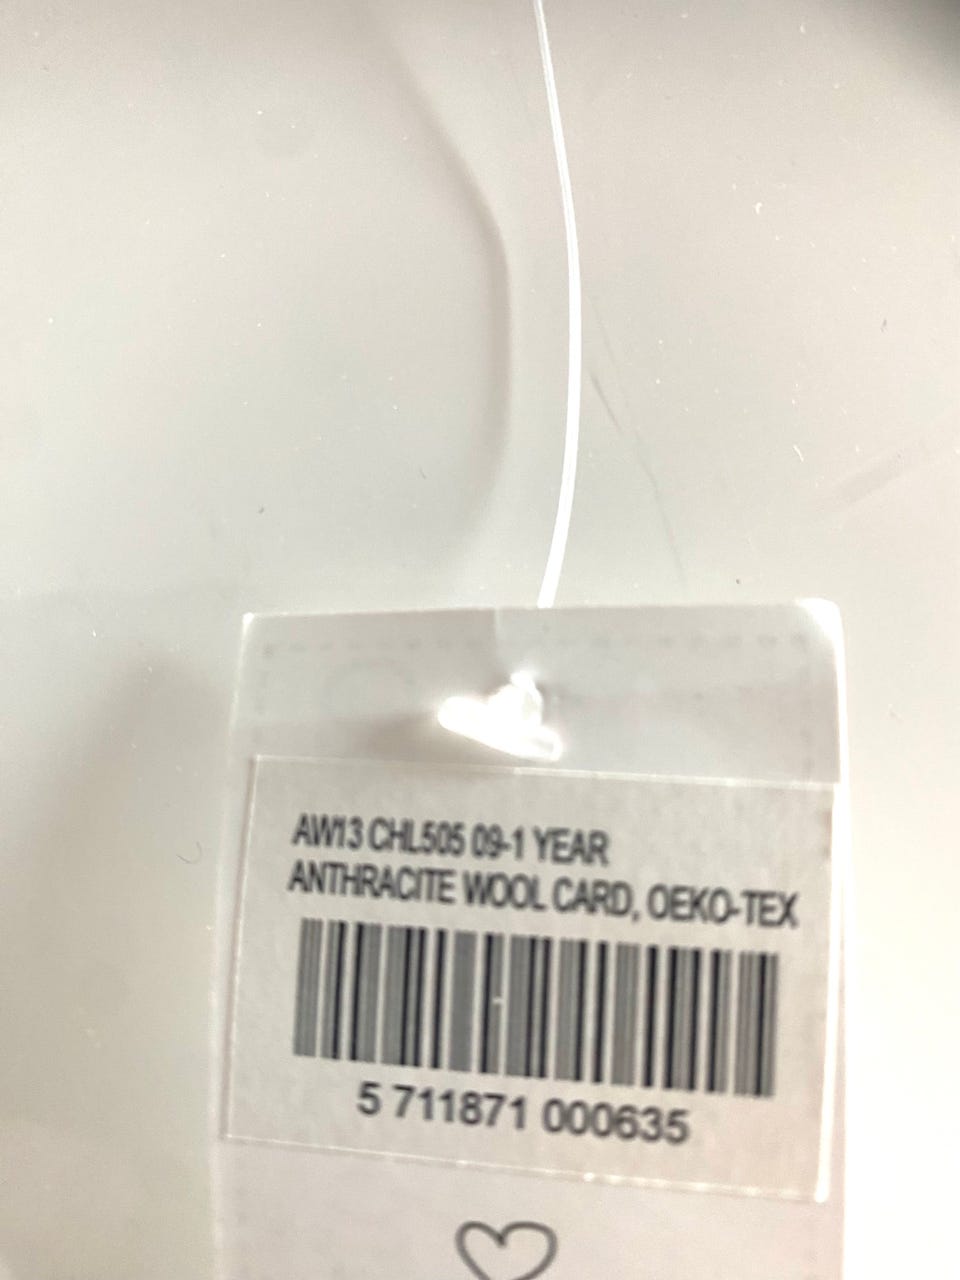 AW13 CHL505 09-1 YEAR
ANTHRACITE WOOL CARD, OEKO-TEX
5 711871 000635